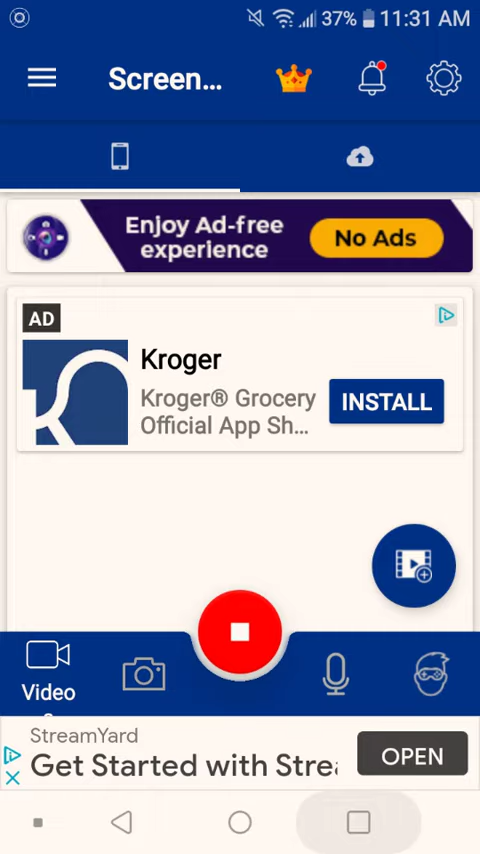 37% 11:31 AM
Screen...
Enjoy Ad-free
experience
No Ads
AD
Kroger
Kroger® Grocery
Official App Sh...
INSTALL
Video
StreamYard
Get Started with Strea
OPEN